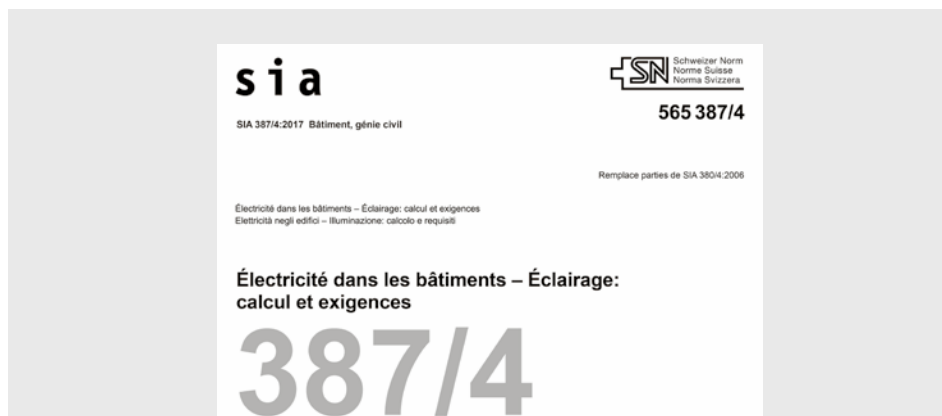 sia
SN
Schweizer Norm
Norme Suisse
Norma Svizzera
565 387/4
SIA 387/4:2017 Bâtiment, génie civil
Remplace parties de SIA 380/4:2006
Électricité dans les bâtiments – Éclairage: calcul et exigences
Elettricità negli edifici – Illuminazione: calcolo e requisiti
Électricité dans les bâtiments – Éclairage:
calcul et exigences
387/4